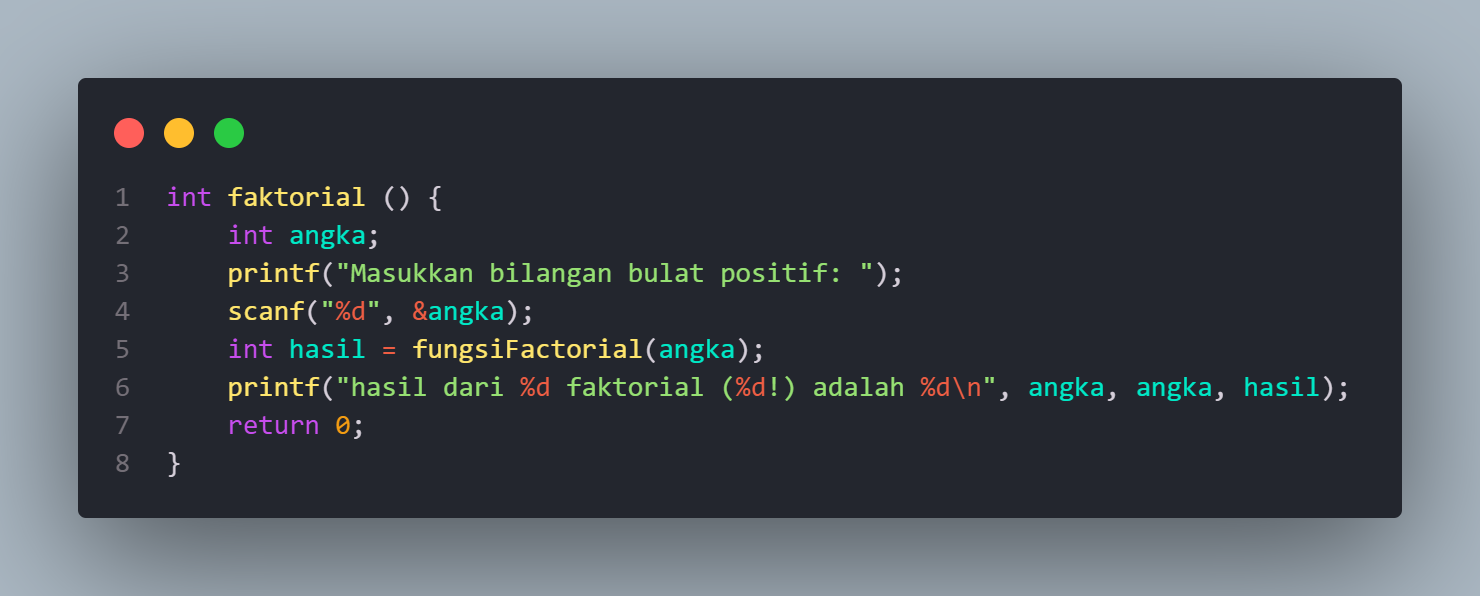 1 int faktorial () {
2 int angka;
3 printf("Masukkan bilangan bulat positif: ");
4 scanf("%d", &angka);
5 int hasil = fungsiFactorial(angka);
6 printf("hasil dari %d faktorial (%d!) adalah %d\n", angka, angka, hasil);
7 return 0;
8 }